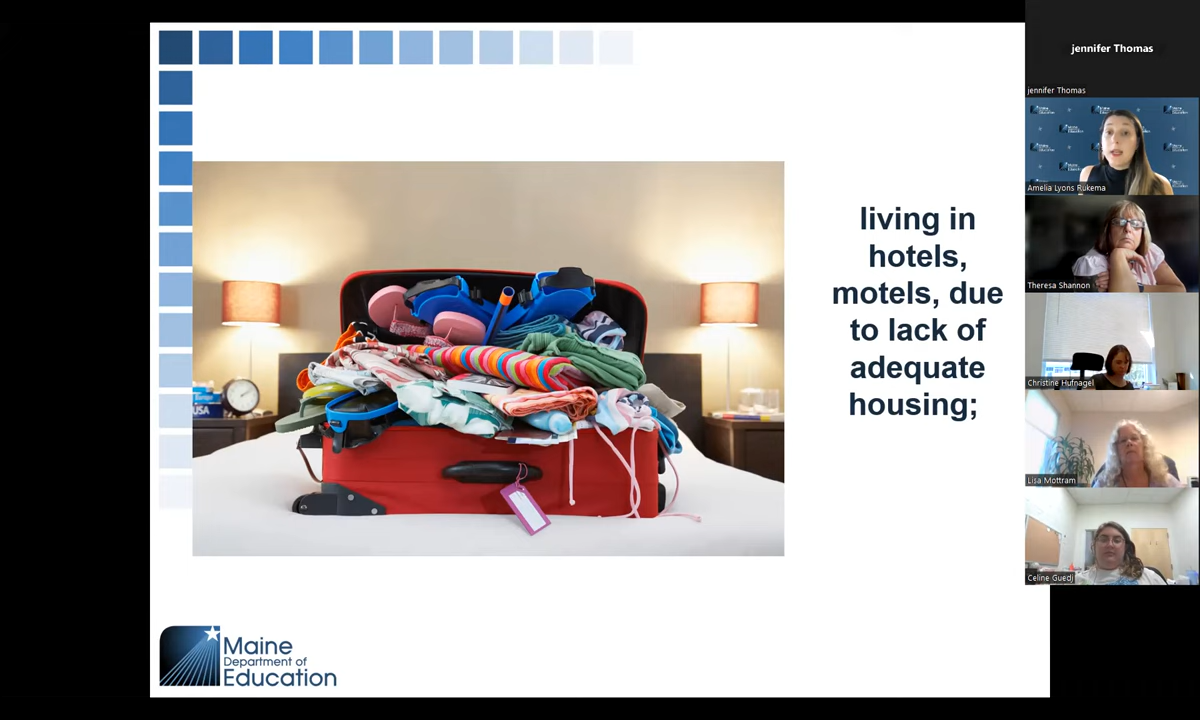 living in
hotels,
motels, due
to lack of
adequate
housing;
USA
Maine
Department of
Education
jennifer Thomas
jennifer Thomas
Amelia Lyons Rukema
Theresa Shannon
Christine Hufnagel
Lisa Mottram
Celine Guedj